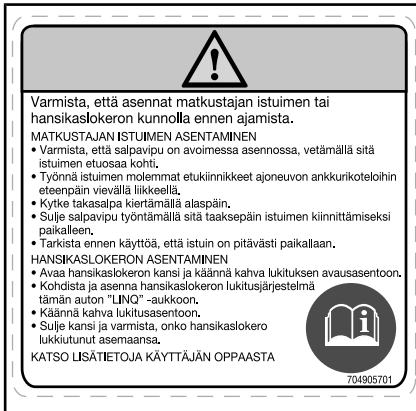 Varmista, että asennat matkustajan istuimen tai
hansikaslokeron kunnolla ennen ajamista.
MATKUSTAJAN ISTUIMEN ASENTAMINEN
• Varmista, että salpavipu on avoimessa asennossa, vetämällä sitä
istuimen etuosaa kohti.
• Työnnä istuimen molemmat etukiinnikkeet ajoneuvon ankkurikoteloihin
eteenpäin vievällä liikkeellä.
• Kytke takasalpa kiertämällä alaspäin.
• Sulje salpavipu työntämällä sitä taaksepäin istuimen kiinnittämiseksi
paikalleen.
• Tarkista ennen käyttöä, että istuin on pitävästi paikallaan.
HANSIKASLOKERON ASENTAMINEN
• Avaa hansikaslokeron kansi ja käännä kahva lukituksen avausasentoon.
• Kohdista ja asenna hansikaslokeron lukitusjärjestelmä
tämän auton "LINQ" -aukkoon.
• Käännä kahva lukitusasentoon.
• Sulje kansi ja varmista, onko hansikaslokero
lukkiutunut asemaansa.
KATSO LISÄTIETOJA KÄYTTÄJÄN OPPAASTA
704905701